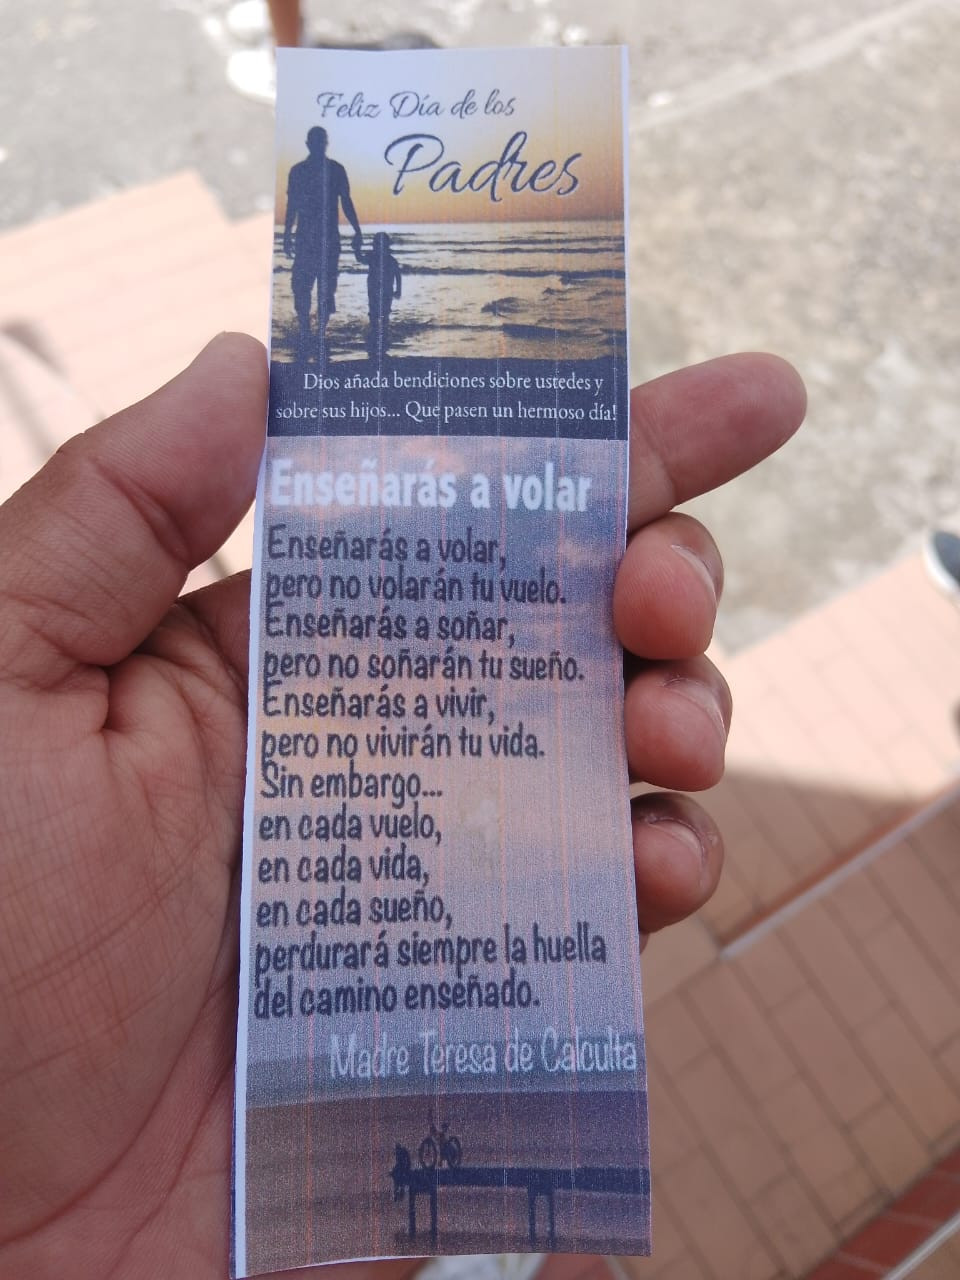 Feliz Día de los
Padres
Dios añada bendiciones sobre ustedes y
sobre sus hijos... Que pasen un hermoso día!
Enseñarás a volar
Enseñarás a volar,
pero no volarán tu vuelo.
Enseñarás a soñar,
pero no soñarán tu sueño.
Enseñarás a vivir,
pero no vivirán tu vida.
Sin embargo...
en cada vuelo,
en cada vida,
en cada sueño,
perdurará siempre la huella
del camino enseñado.
Madre Teresa de Calculta